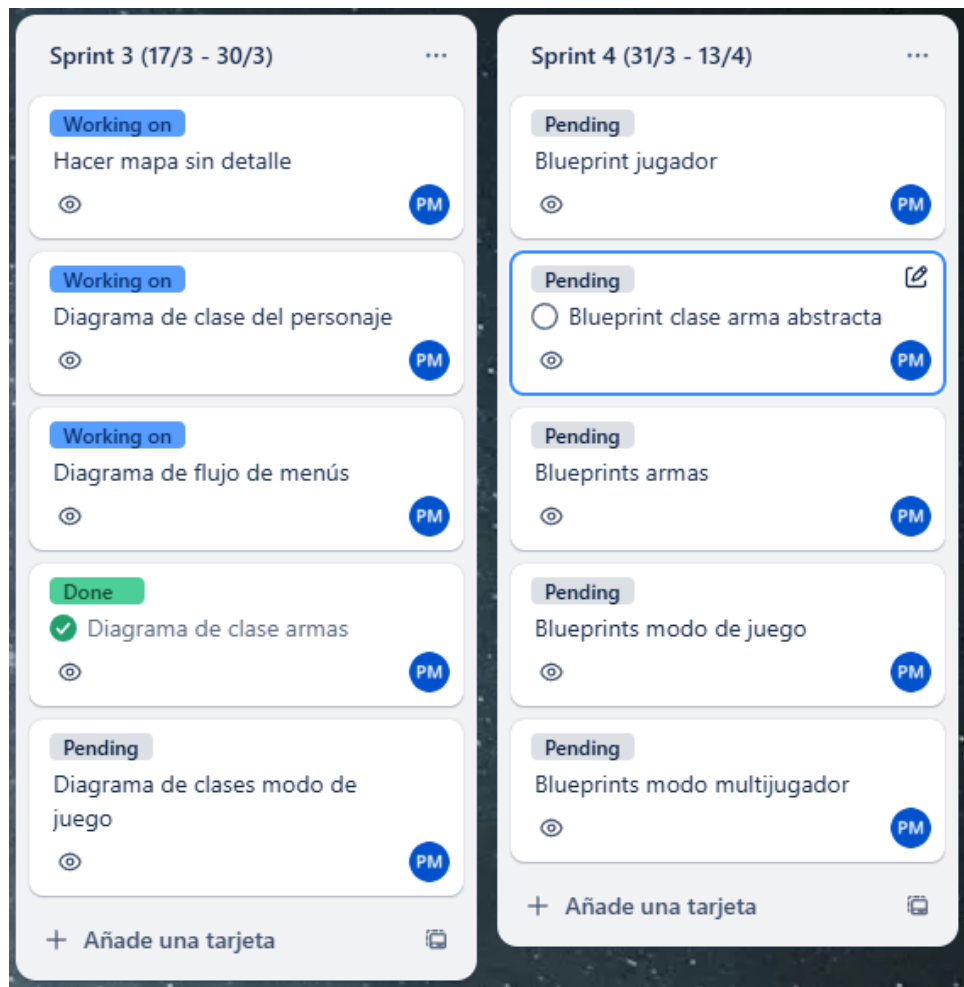 Sprint 3 (17/3 - 30/3)
Working on
Hacer mapa sin detalle
PM
Working on
Diagrama de clase del personaje
PM
Working on
Diagrama de flujo de menús
PM
Done
Diagrama de clase armas
PM
Pending
Diagrama de clases modo de
juego
PM
Añade una tarjeta
Sprint 4 (31/3 - 13/4)
Pending
Blueprint jugador
PM
Pending
Blueprint clase arma abstracta
PM
Pending
Blueprints armas
PM
Pending
Blueprints modo de juego
PM
Pending
Blueprints modo multijugador
PM
Añade una tarjeta